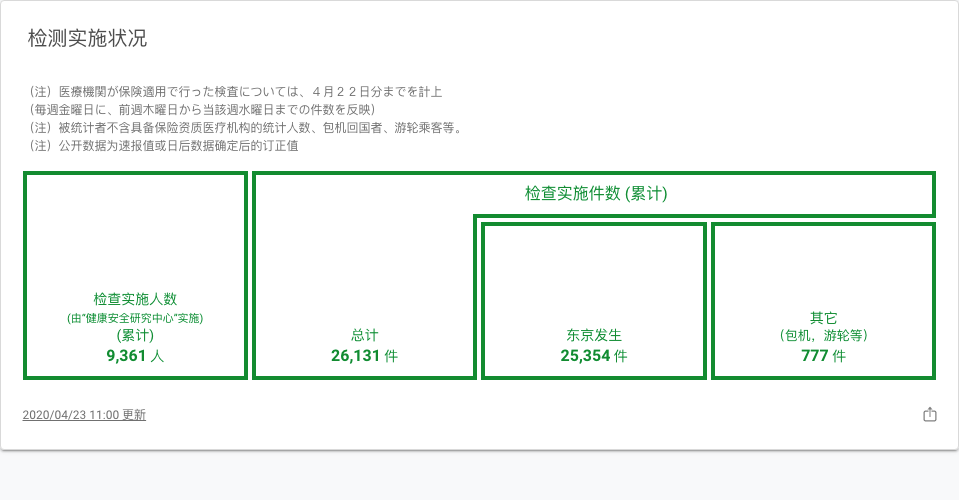 检测实施状况
（注）医療機関が保険適用で行った検査については、４月２２日分までを計上
（毎週金曜日に、前週木曜日から当該週水曜日までの件数を反映）
（注）被统计者不含具备保险资质医疗机构的统计人数、包机回国者、游轮乘客等。
（注）公开数据为速报值或日后数据确定后的订正值
检查实施件数 (累计)
检查实施人数
(由“健康安全研究中心”实施)
(累计)
9,361 人
总计
26,131 件
东京发生
25,354 件
其它
（包机，游轮等）
777 件
2020/04/23 11:00 更新